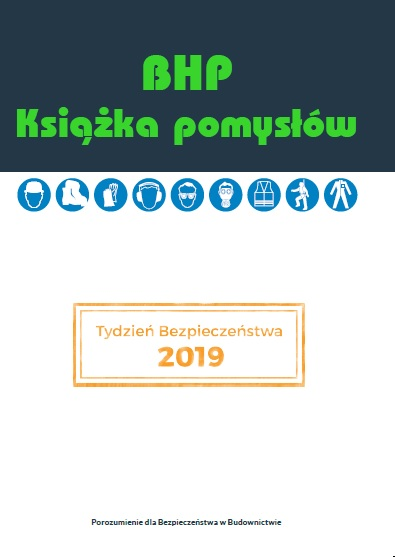 BHP
Książka pomysłów
Tydzień Bezpieczeństwa
2019
Porozumienie dla Bezpieczeństwa w Budownictwie